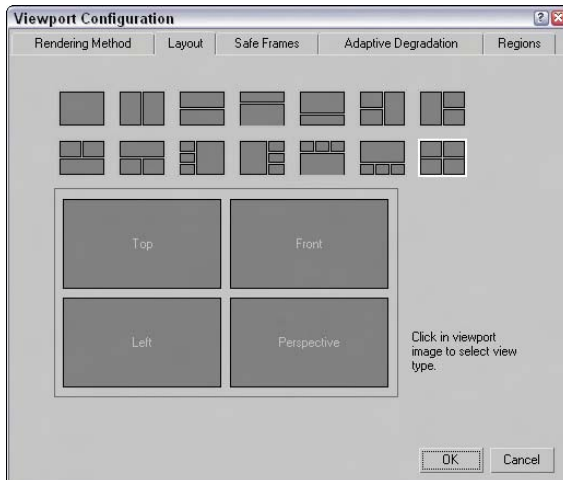 Viewport Configuration
Rendering Method
Layout
Safe Frames
Adaptive Degradation
Regions
Top
Front
Left
Perspective
Click in viewport
image to select view
type.
OK
Cancel